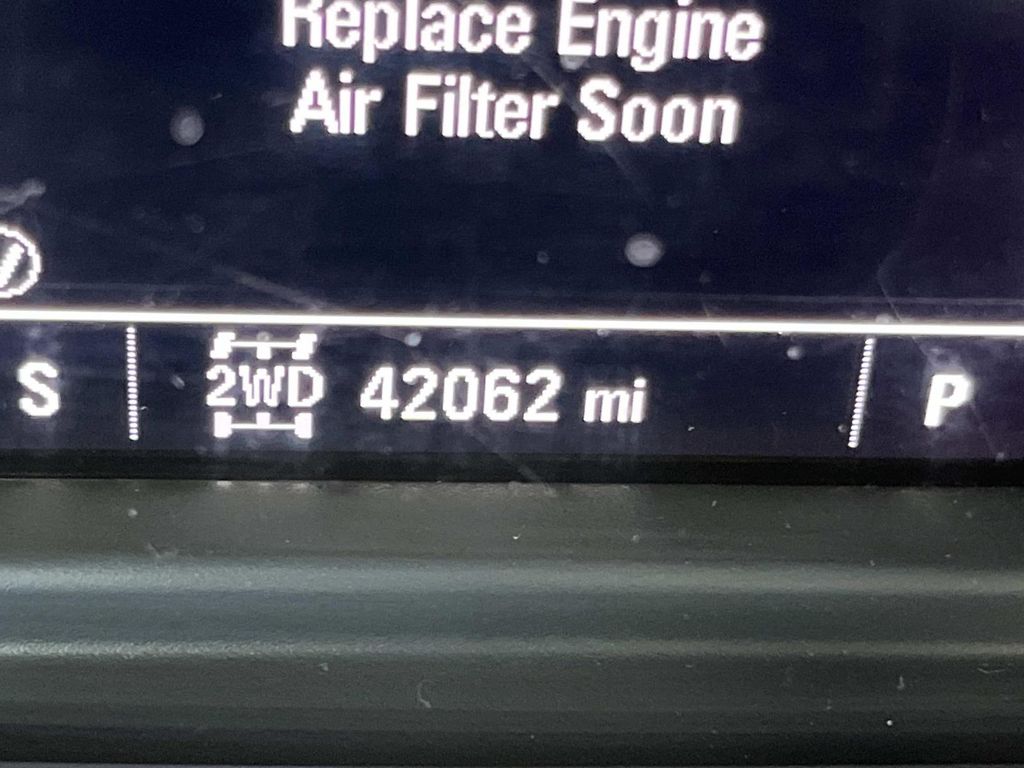 Replace Engine
Air Filter Soon
S 2WD 42062 mi P